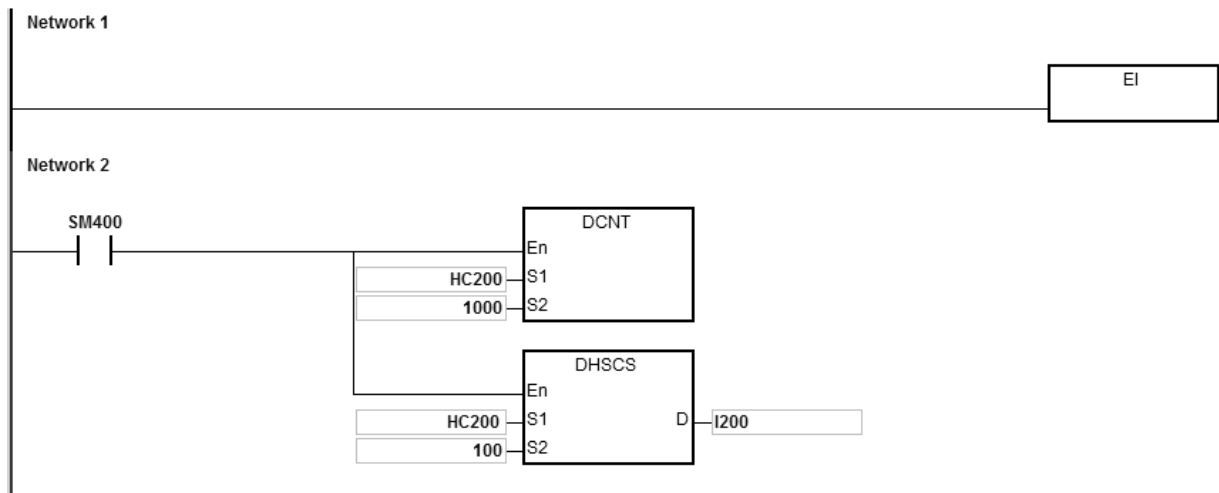 Network 1
EI
Network 2
SM400
DCNT
En
HC200 S1
1000 S2
DHSCS
En
HC200 S1 D I200
100 S2